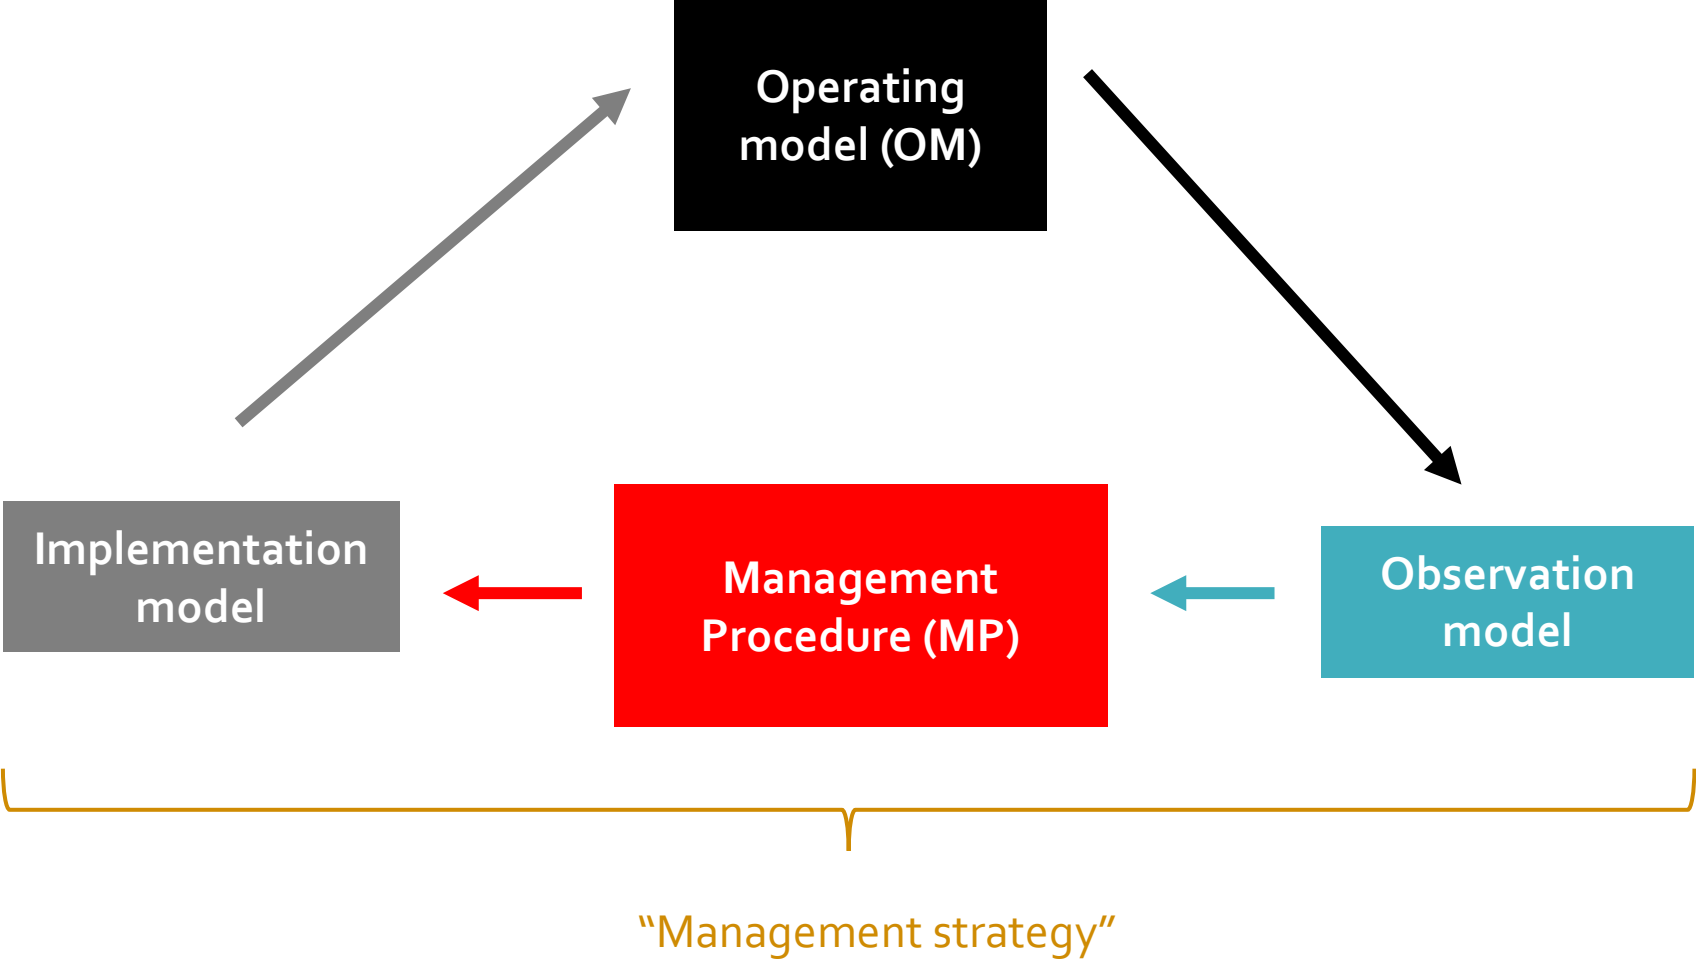 Operating
model (OM)
Implementation
model
Management
Procedure (MP)
Observation
model
“Management strategy”